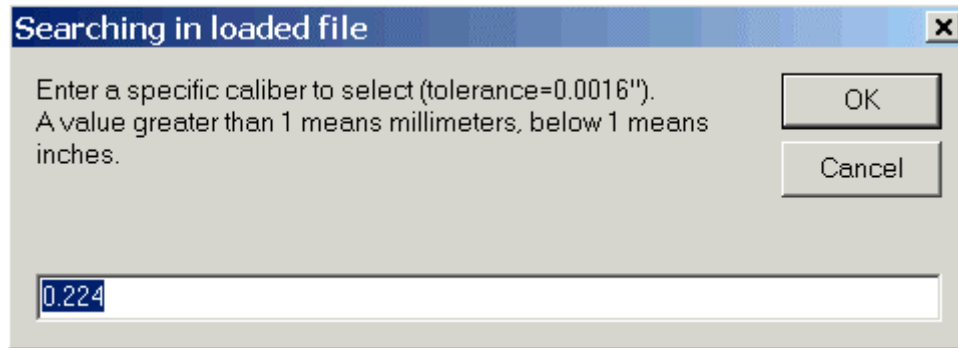 Searching in loaded file
Enter a specific caliber to select (tolerance=0.0016").
A value greater than 1 means millimeters, below 1 means
inches.
OK
Cancel
0.224